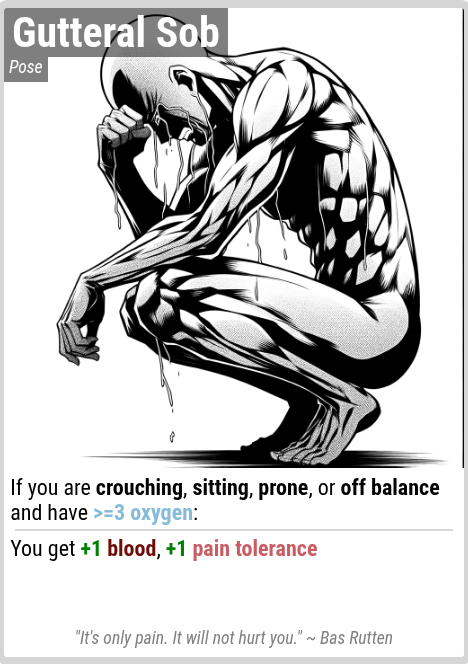 Gutteral Sob
Pose
If you are crouching, sitting, prone, or off balance
and have >=3 oxygen:
You get +1 blood, +1 pain tolerance
"It's only pain. It will not hurt you." ~ Bas Rutten